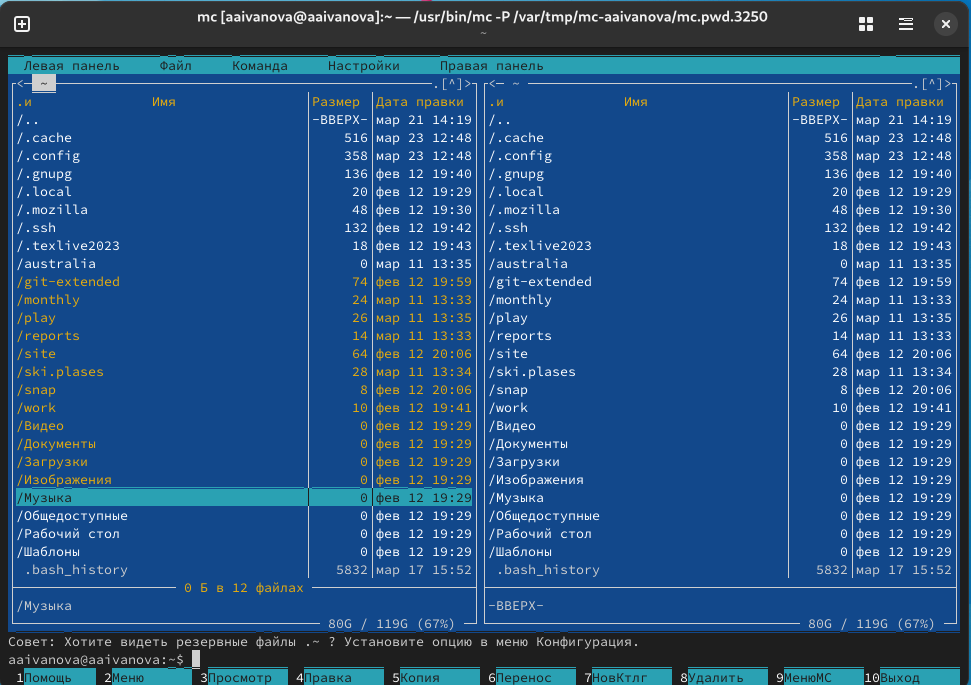 mc [aaivanova@aaivanova]:~ — /usr/bin/mc -P /var/tmp/mc-aaivanova/mc.pwd.3250
~
Левая панель Файл Команда Настройки Правая панель
<─ ~ .[^]> <─ ~ .[^]>
.и Имя Размер Дата правки .и Имя Размер Дата правки
/.. -ВВЕРХ- мар 21 14:19 /.. -ВВЕРХ- мар 21 14:19
/.cache 516 мар 23 12:48 /.cache 516 мар 23 12:48
/.config 358 мар 23 12:48 /.config 358 мар 23 12:48
/.gnupg 136 фев 12 19:40 /.gnupg 136 фев 12 19:40
/.local 20 фев 12 19:29 /.local 20 фев 12 19:29
/.mozilla 48 фев 12 19:30 /.mozilla 48 фев 12 19:30
/.ssh 132 фев 12 19:42 /.ssh 132 фев 12 19:42
/.texlive2023 18 фев 12 19:43 /.texlive2023 18 фев 12 19:43
/australia 0 мар 11 13:35 /australia 0 мар 11 13:35
/git-extended 74 фев 12 19:59 /git-extended 74 фев 12 19:59
/monthly 24 мар 11 13:33 /monthly 24 мар 11 13:33
/play 26 мар 11 13:35 /play 26 мар 11 13:35
/reports 14 мар 11 13:33 /reports 14 мар 11 13:33
/site 64 фев 12 20:06 /site 64 фев 12 20:06
/ski.plases 28 мар 11 13:34 /ski.plases 28 мар 11 13:34
/snap 8 фев 12 20:06 /snap 8 фев 12 20:06
/work 10 фев 12 19:41 /work 10 фев 12 19:41
/Видео 0 фев 12 19:29 /Видео 0 фев 12 19:29
/Документы 0 фев 12 19:29 /Документы 0 фев 12 19:29
/Загрузки 0 фев 12 19:29 /Загрузки 0 фев 12 19:29
/Изображения 0 фев 12 19:29 /Изображения 0 фев 12 19:29
/Музыка 0 фев 12 19:29 /Музыка 0 фев 12 19:29
/Общедоступные 0 фев 12 19:29 /Общедоступные 0 фев 12 19:29
/Рабочий стол 0 фев 12 19:29 /Рабочий стол 0 фев 12 19:29
/Шаблоны 0 фев 12 19:29 /Шаблоны 0 фев 12 19:29
.bash_history 5832 мар 17 15:52 .bash_history 5832 мар 17 15:52
0 Б в 12 файлах
/Музыка -ВВЕРХ-
80G / 119G (67%) 80G / 119G (67%)
Совет: Хотите видеть резервные файлы .~ ? Установите опцию в меню Конфигурация.
aaivanova@aaivanova:~$
1Помощь 2Меню 3Просмотр 4Правка 5Копия 6Перенос 7НовКтлг 8Удалить 9МенюМС 10Выход